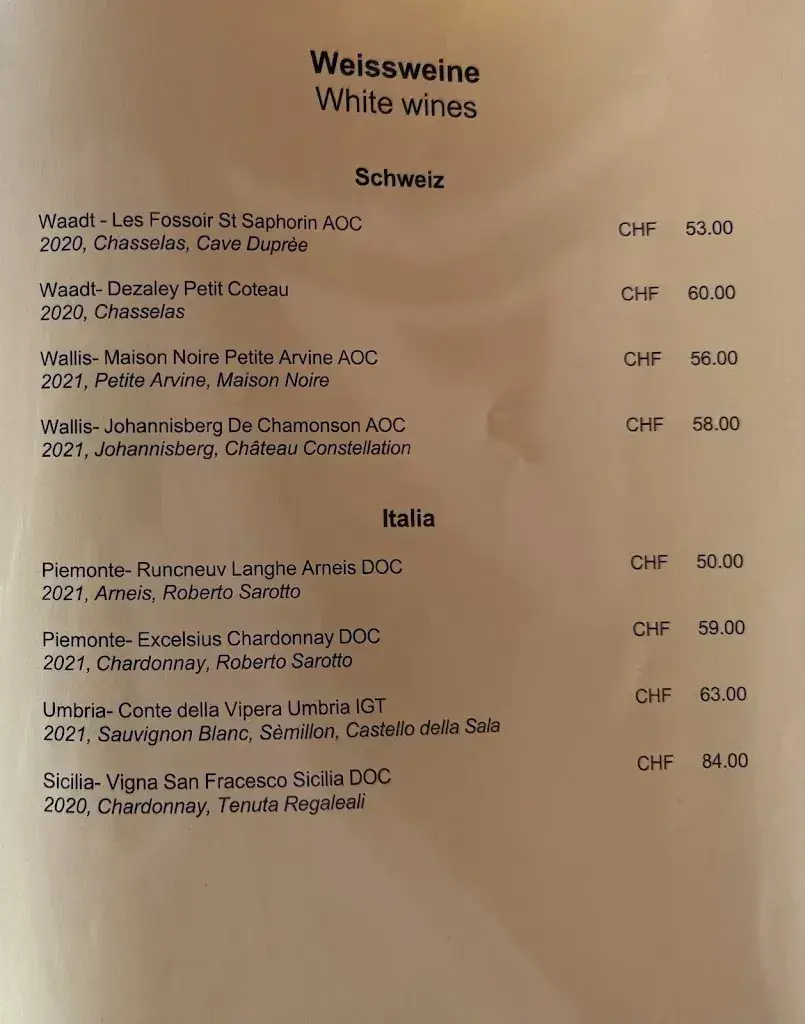 Weissweine
White wines
Schweiz
Waadt - Les Fossoir St Saphorin AOC CHF 53.00
2020, Chasselas, Cave Duprèe
Waadt- Dezaley Petit Coteau CHF 60.00
2020, Chasselas
Wallis- Maison Noire Petite Arvine AOC CHF 56.00
2021, Petite Arvine, Maison Noire
Wallis- Johannisberg De Chamonson AOC CHF 58.00
2021, Johannisberg, Château Constellation
Italia
Piemonte- Runcneuv Langhe Arneis DOC CHF 50.00
2021, Arneis, Roberto Sarotto
Piemonte- Excelsius Chardonnay DOC CHF 59.00
2021, Chardonnay, Roberto Sarotto
Umbria- Conte della Vipera Umbria IGT CHF 63.00
2021, Sauvignon Blanc, Sèmillon, Castello della Sala
Sicilia- Vigna San Fracesco Sicilia DOC CHF 84.00
2020, Chardonnay, Tenuta Regaleali